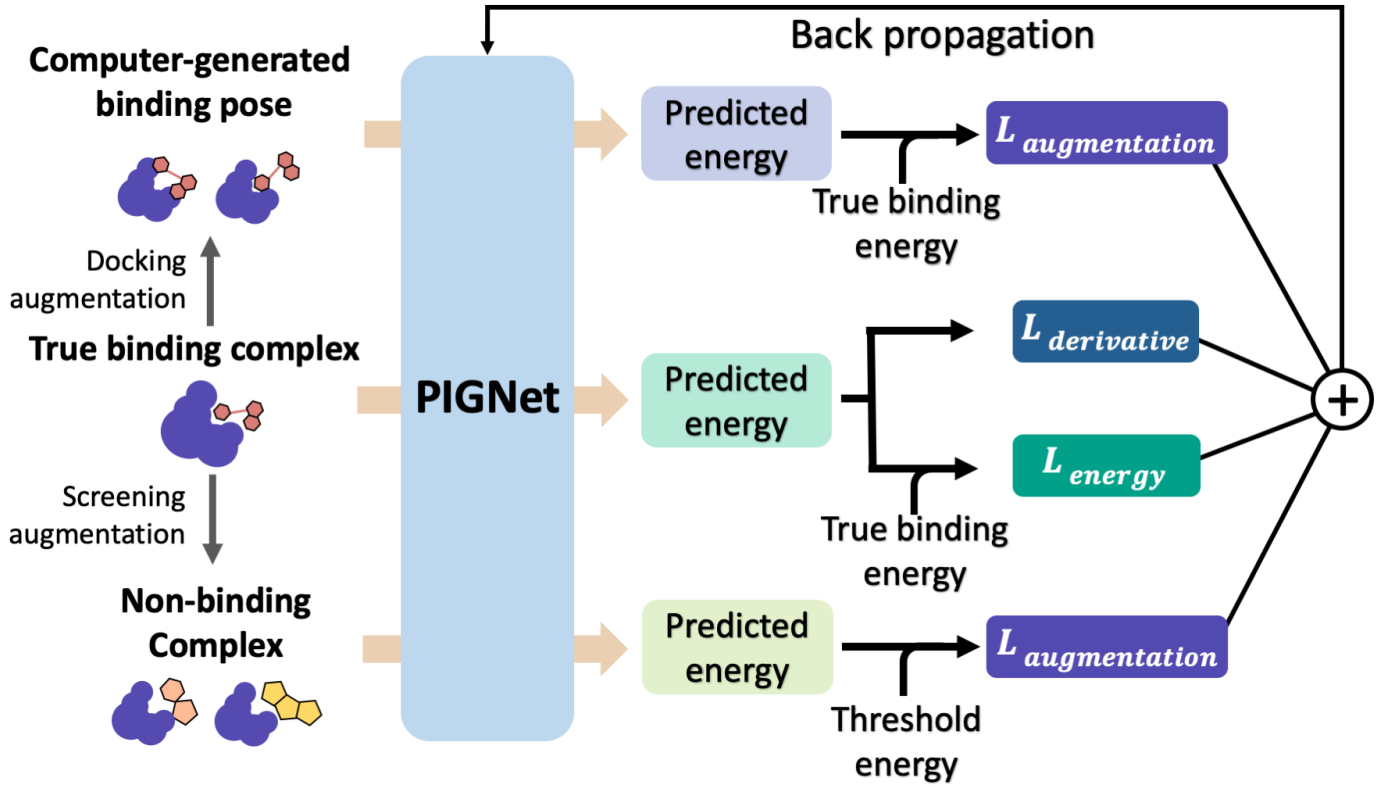 Back propagation
Computer-generated
binding pose
Predicted
energy
L augmentation
True binding
energy
Docking
augmentation
True binding complex
PIGNet
Predicted
energy
L derivative
L energy
True binding
energy
Screening
augmentation
Non-binding
Complex
Predicted
energy
L augmentation
Threshold
energy
+